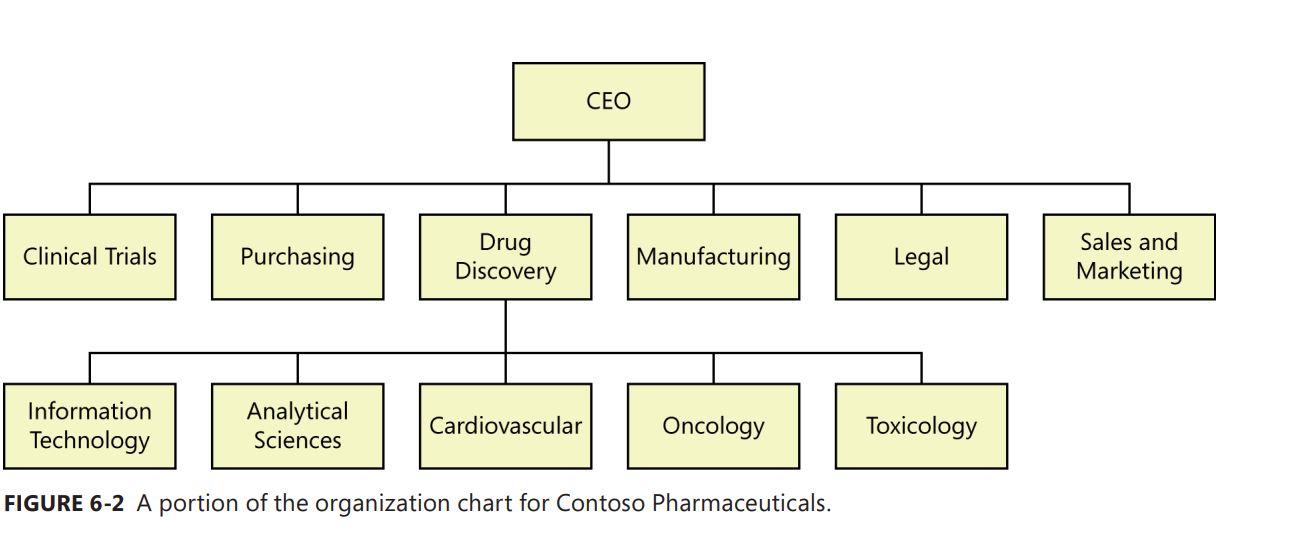 CEO
Clinical Trials
Purchasing
Drug
Discovery
Manufacturing
Legal
Sales and
Marketing
Information
Technology
Analytical
Sciences
Cardiovascular
Oncology
Toxicology
FIGURE 6-2 A portion of the organization chart for Contoso Pharmaceuticals.